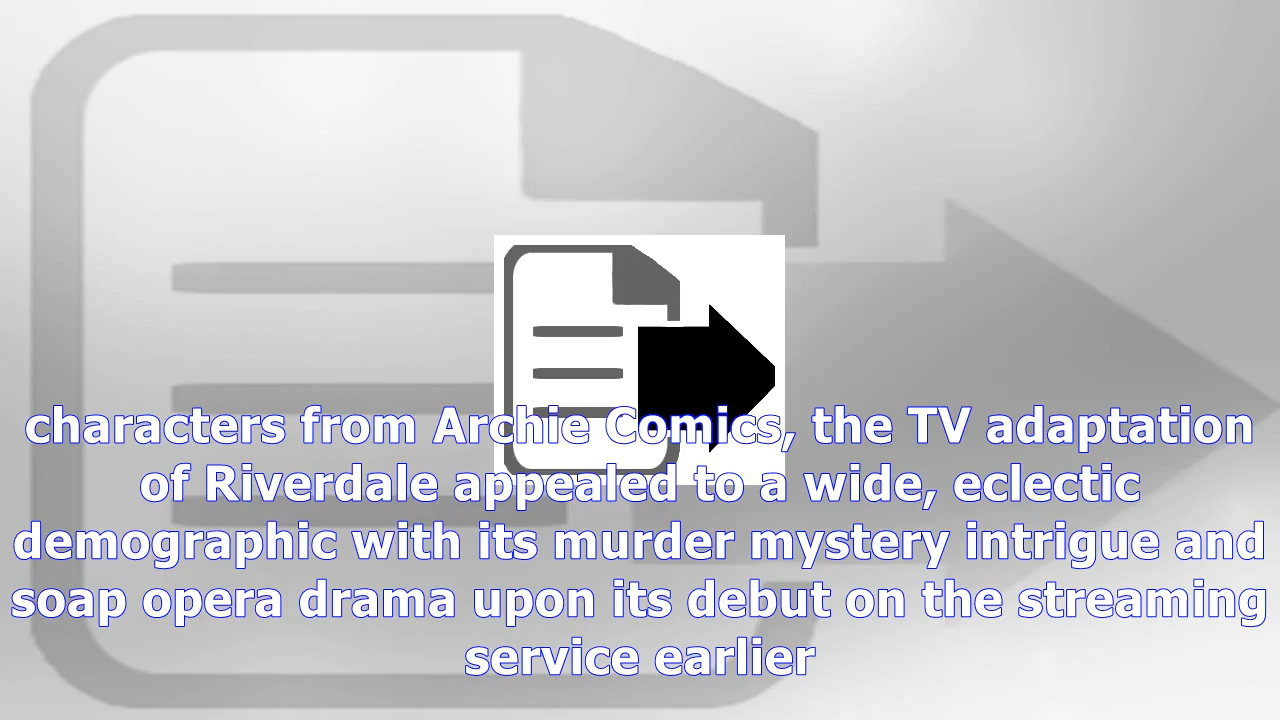 characters from Archie Comics, the TV adaptation
of Riverdale appealed to a wide, eclectic
demographic with its murder mystery intrigue and
soap opera drama upon its debut on the streaming
service earlier